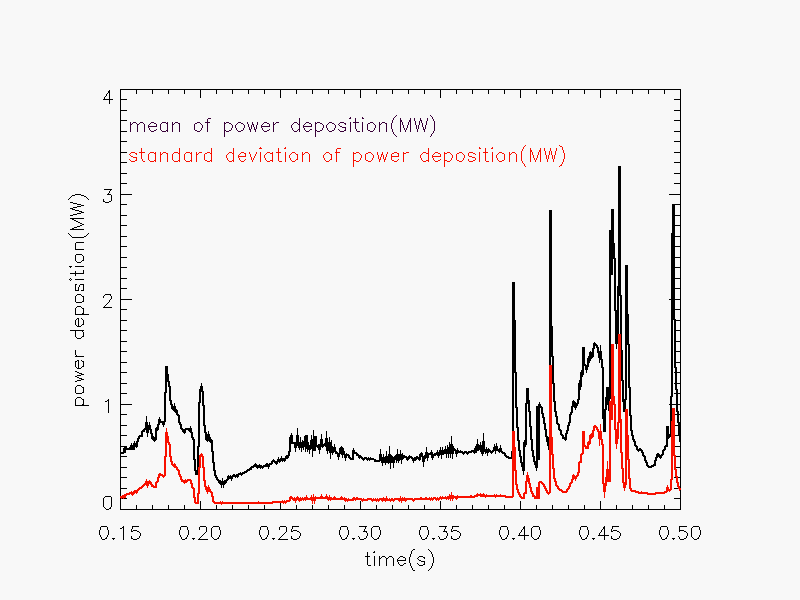 4
mean of power deposition(MW)
standard deviation of power deposition(MW)
3
power deposition(MW)
2
1
0
0.15 0.20 0.25 0.30 0.35 0.40 0.45 0.50
time(s)